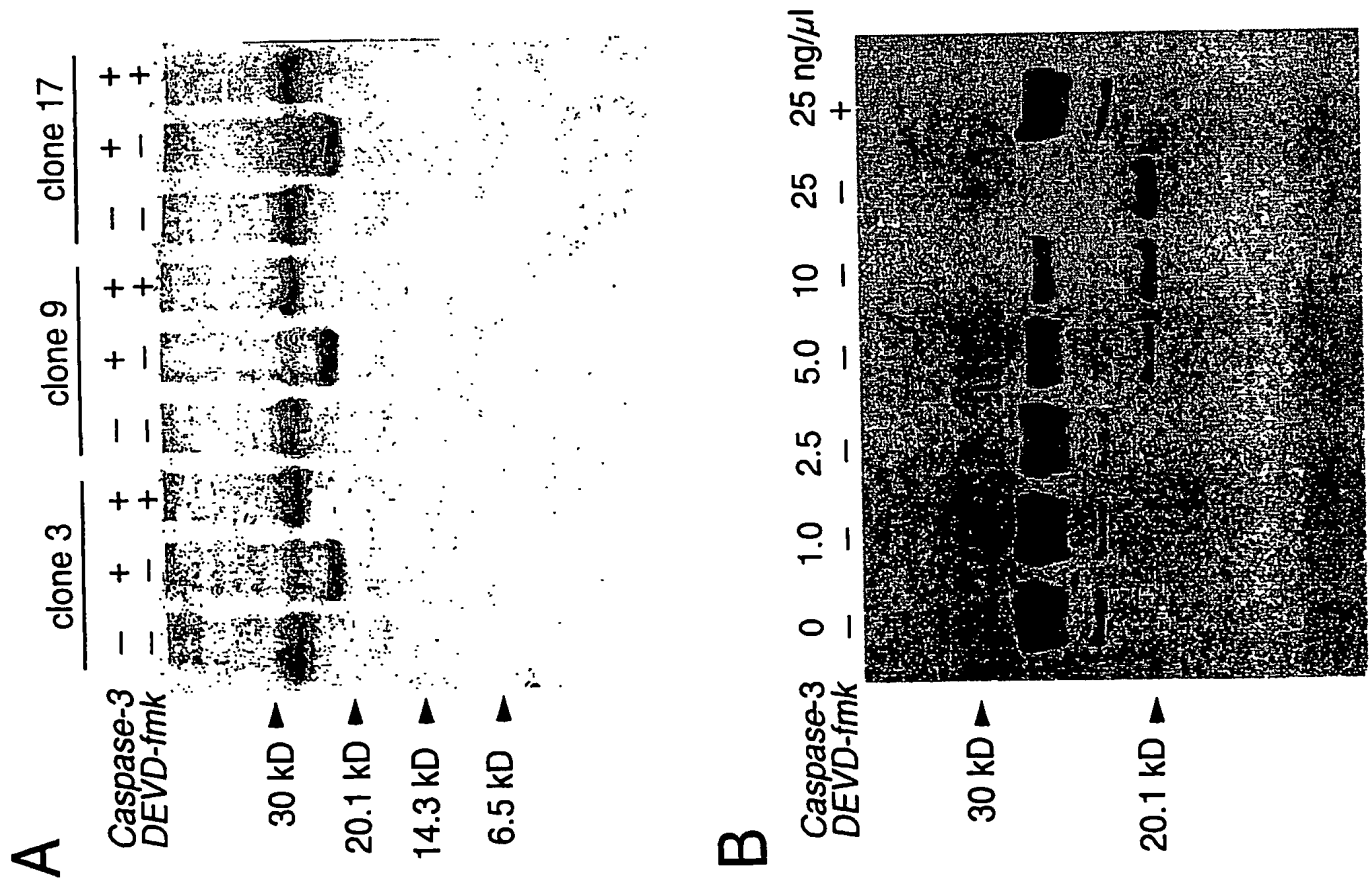 A
clone 3 clone 9 clone 17
Caspase-3 − + + − + + − + +
DEVD-fmk − − + − − + − − +
30 kD
20.1 kD
14.3 kD
6.5 kD
B
Caspase-3 0 1.0 2.5 5.0 10 25 25 ng/µl
DEVD-fmk − − − − − − +
30 kD
20.1 kD